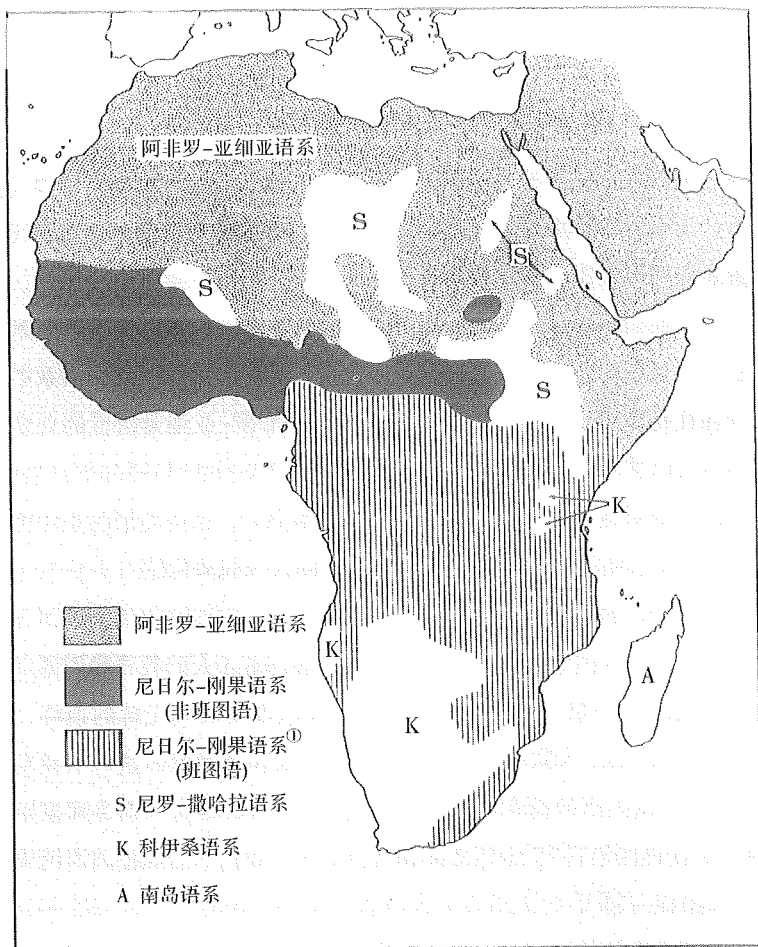 阿非罗-亚细亚语系
S
S
S
S
K
K
K
A
阿非罗-亚细亚语系
尼日尔-刚果语系
(非班图语)
尼日尔-刚果语系①
(班图语)
S 尼罗-撒哈拉语系
K 科伊桑语系
A 南岛语系